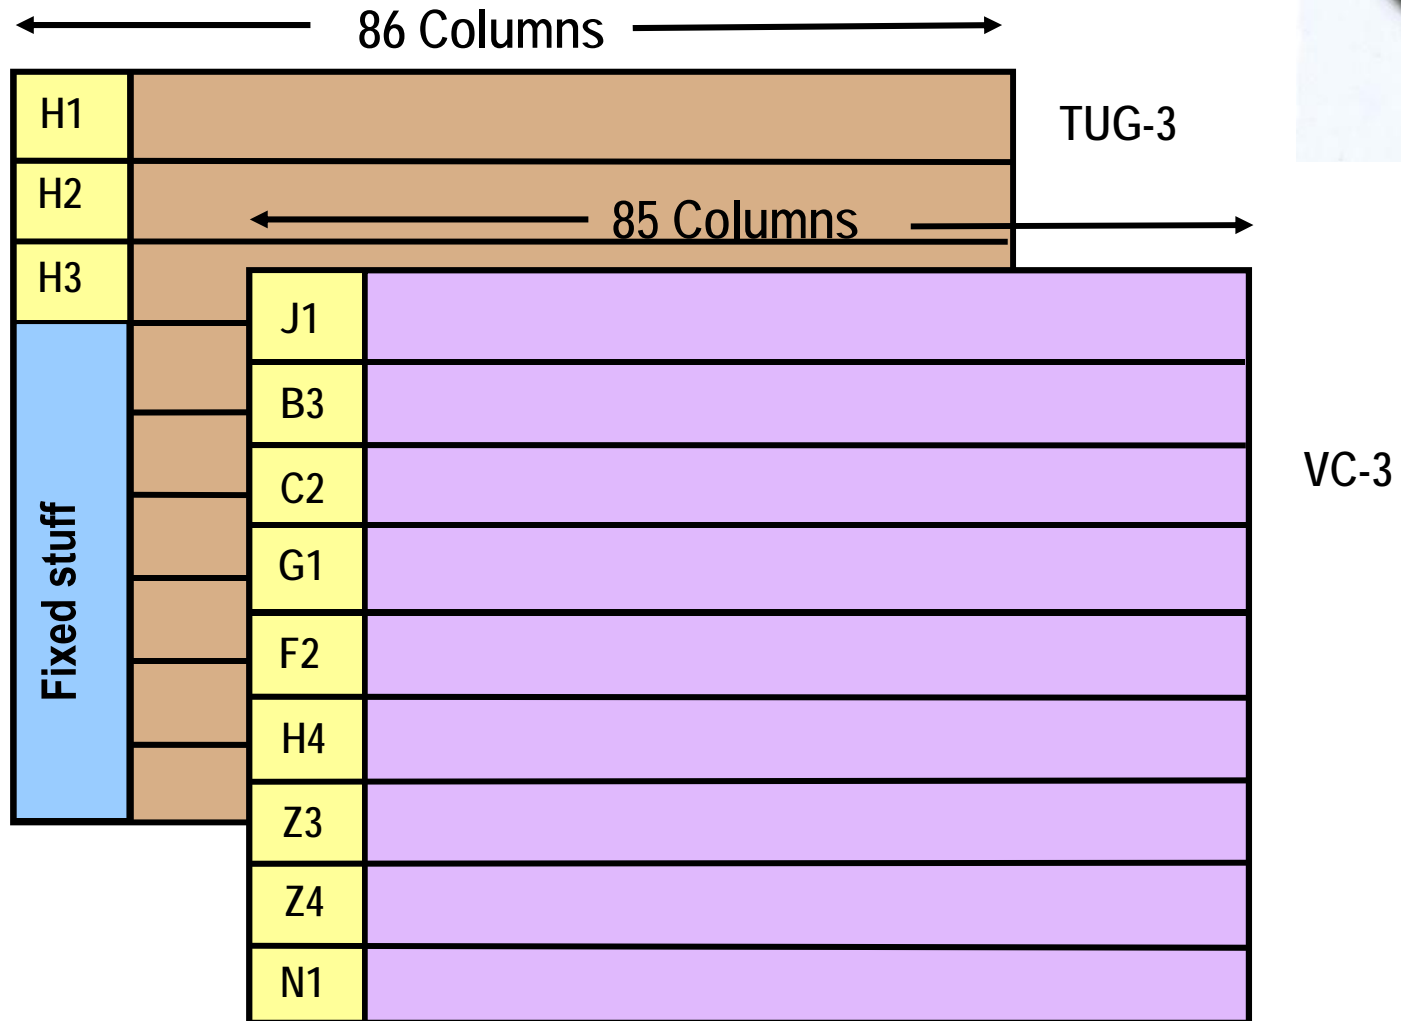 86 Columns
H1
TUG-3
H2
85 Columns
H3
J1
B3
C2
VC-3
G1
Fixed stuff
F2
H4
Z3
Z4
N1